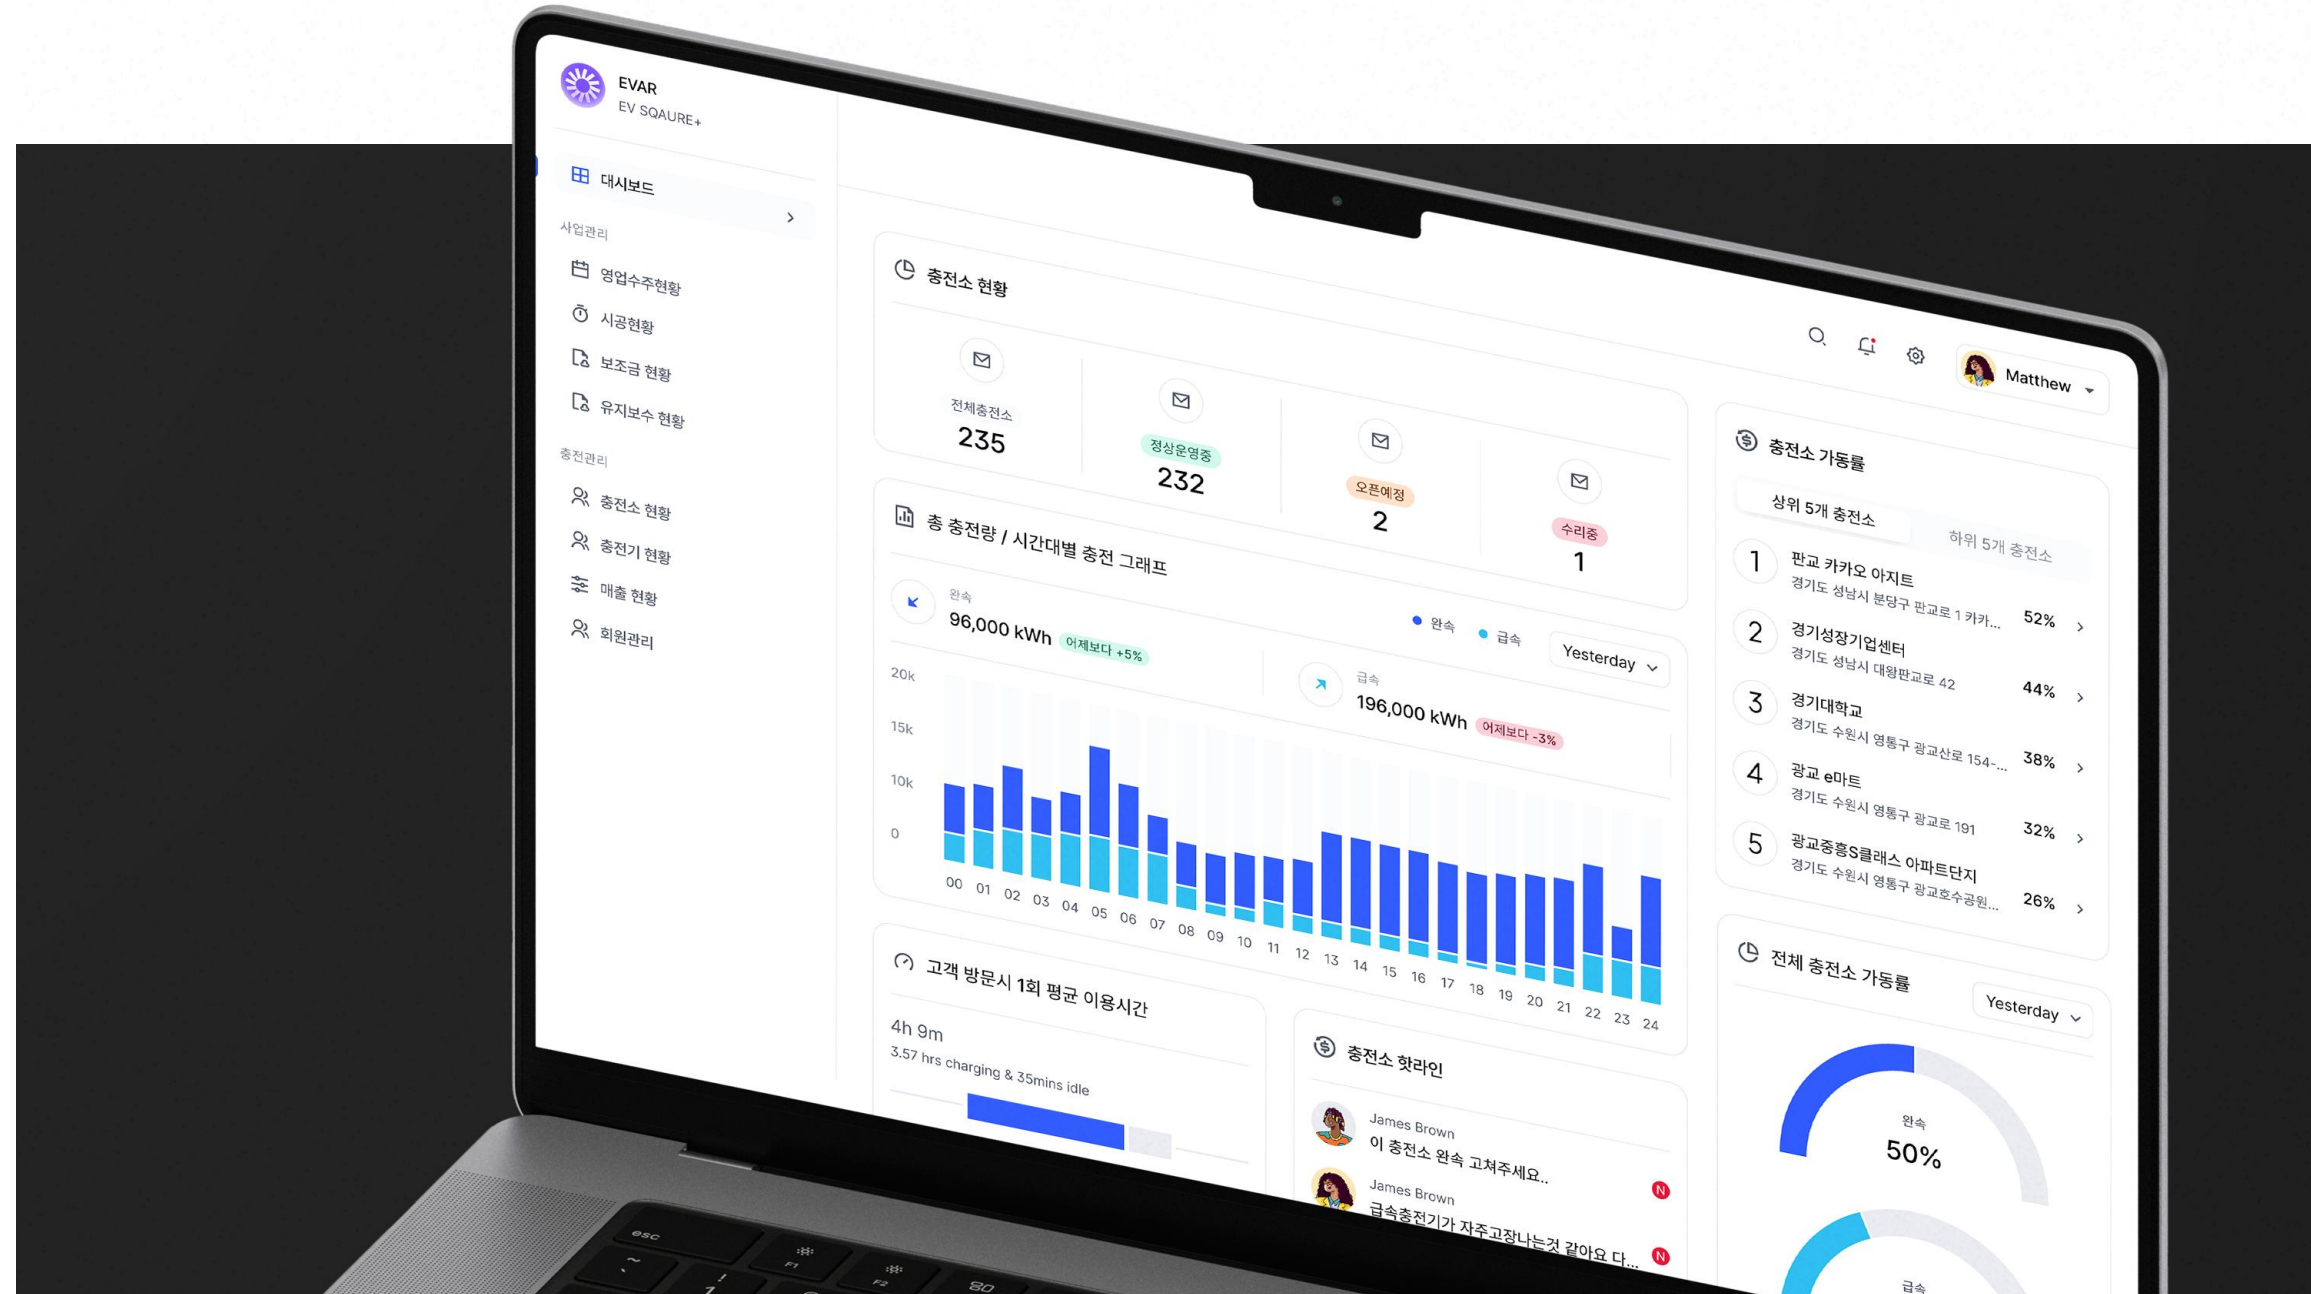 EVAR
EV SQAURE+
대시보드
사업관리
영업수주현황
시공현황
보조금 현황
유지보수 현황
충전관리
충전소 현황
충전기 현황
매출 현황
회원관리
Matthew
충전소 현황
전체충전소
235
정상운영중
232
오픈예정
2
수리중
1
총 충전량 / 시간대별 충전 그래프
완속
급속
Yesterday
완속
96,000 kWh 어제보다 +5%
급속
196,000 kWh 어제보다 -3%
20k
15k
10k
0
00 01 02 03 04 05 06 07 08 09 10 11 12 13 14 15 16 17 18 19 20 21 22 23 24
고객 방문시 1회 평균 이용시간
4h 9m
3.57 hrs charging & 35mins idle
충전소 핫라인
James Brown
이 충전소 완속 고쳐주세요..
N
James Brown
급속충전기가 자주고장나는것 같아요 다...
N
충전소 가동률
상위 5개 충전소
하위 5개 충전소
1
판교 카카오 아지트
경기도 성남시 분당구 판교로 1 카카...
52%
2
경기성장기업센터
경기도 성남시 대왕판교로 42
44%
3
경기대학교
경기도 수원시 영통구 광교산로 154-...
38%
4
광교 e마트
경기도 수원시 영통구 광교로 191
32%
5
광교중흥S클래스 아파트단지
경기도 수원시 영통구 광교호수공원...
26%
전체 충전소 가동률
Yesterday
완속
50%
급속
esc
F1
F2
~
!
1